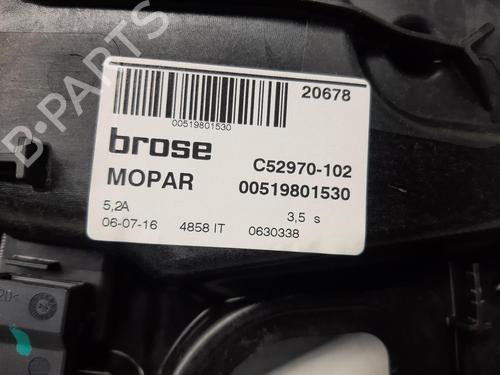 B-PARTS
20678
00519801530
brose
C52970-102
MOPAR
00519801530
5,2A
3,5 s
06-07-16 4858 IT 0630338